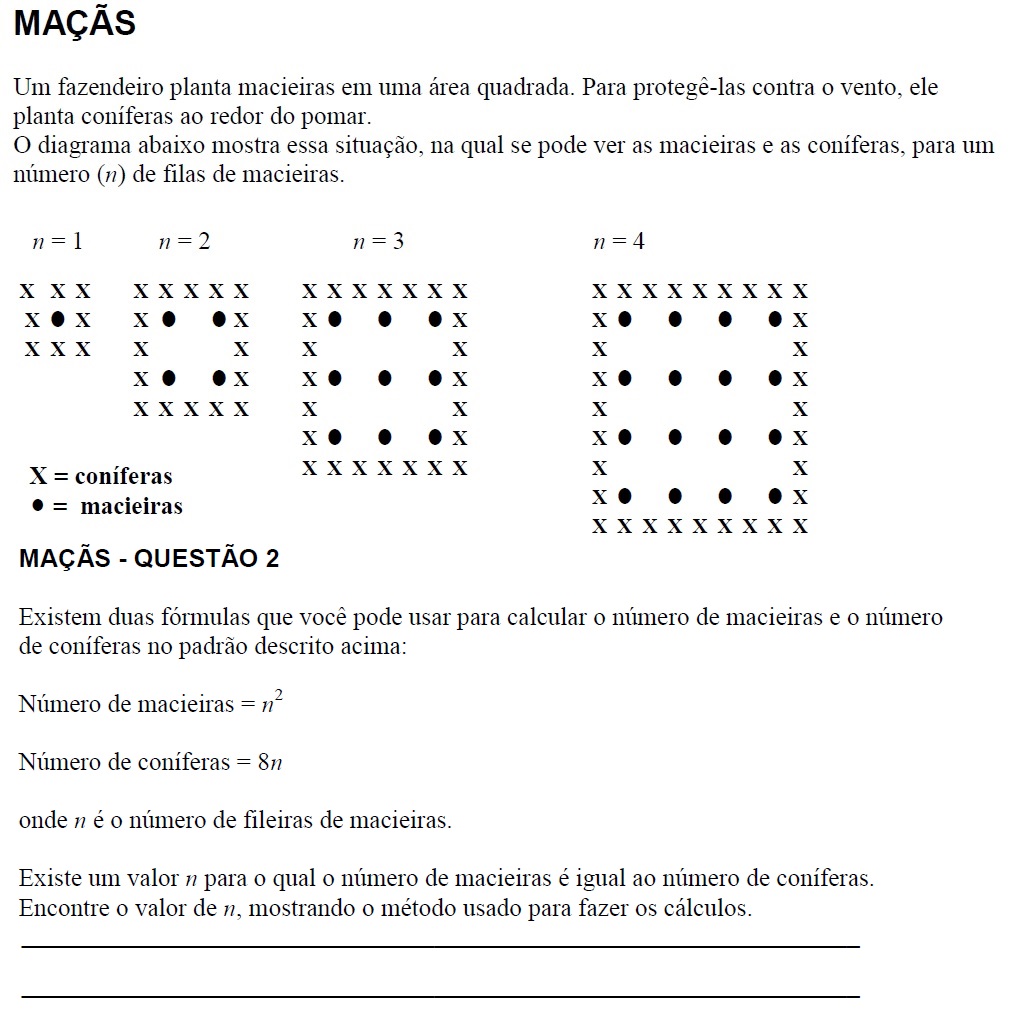 MAÇÃS
Um fazendeiro planta macieiras em uma área quadrada. Para protegê-las contra o vento, ele
planta coníferas ao redor do pomar.
O diagrama abaixo mostra essa situação, na qual se pode ver as macieiras e as coníferas, para um
número (n) de filas de macieiras.
n = 1 n = 2 n = 3 n = 4
X X X X X X X X X X X X X X X X X X X X X X X X
X ● X X ● ● X X ● ● ● X X ● ● ● ● X
X X X X X X X X X
X ● ● X X ● ● ● X X ● ● ● ● X
X X X X X X X X X
X ● ● ● X X ● ● ● ● X
X X X X X X X X X
X ● ● ● ● X
X X X X X X X X X
X = coníferas
● = macieiras
MAÇÃS - QUESTÃO 2
Existem duas fórmulas que você pode usar para calcular o número de macieiras e o número
de coníferas no padrão descrito acima:
Número de macieiras = n²
Número de coníferas = 8n
onde n é o número de fileiras de macieiras.
Existe um valor n para o qual o número de macieiras é igual ao número de coníferas.
Encontre o valor de n, mostrando o método usado para fazer os cálculos.